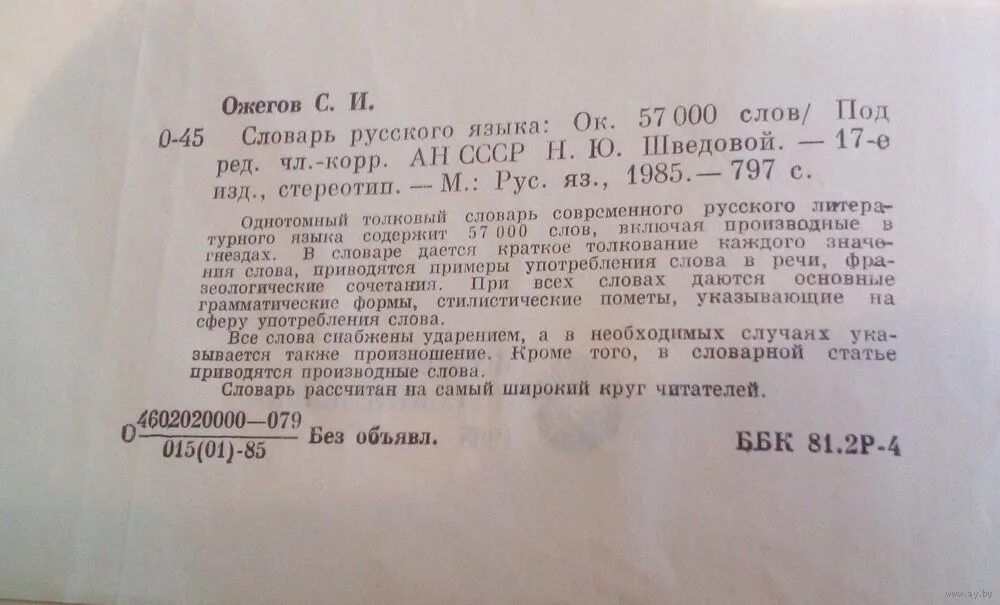 Ожегов С. И.
О-45 Словарь русского языка: Ок. 57 000 слов/ Под
ред. чл.-корр. АН СССР Н. Ю. Шведовой. — 17-е
изд., стереотип. — М.: Рус. яз., 1985. — 797 с.
Однотомный толковый словарь современного русского литера-
турного языка содержит 57 000 слов, включая производные в
гнездах. В словаре дается краткое толкование каждого значе-
ния слова, приводятся примеры употребления слова в речи, фра-
зеологические сочетания. При всех словах даются основные
грамматические формы, стилистические пометы, указывающие на
сферу употребления слова.
Все слова снабжены ударением, а в необходимых случаях ука-
зывается также произношение. Кроме того, в словарной статье
приводятся производные слова.
Словарь рассчитан на самый широкий круг читателей.
О 4602020000—079
015(01)-85
Без объявл.
ББК 81.2Р-4
www.ay.by